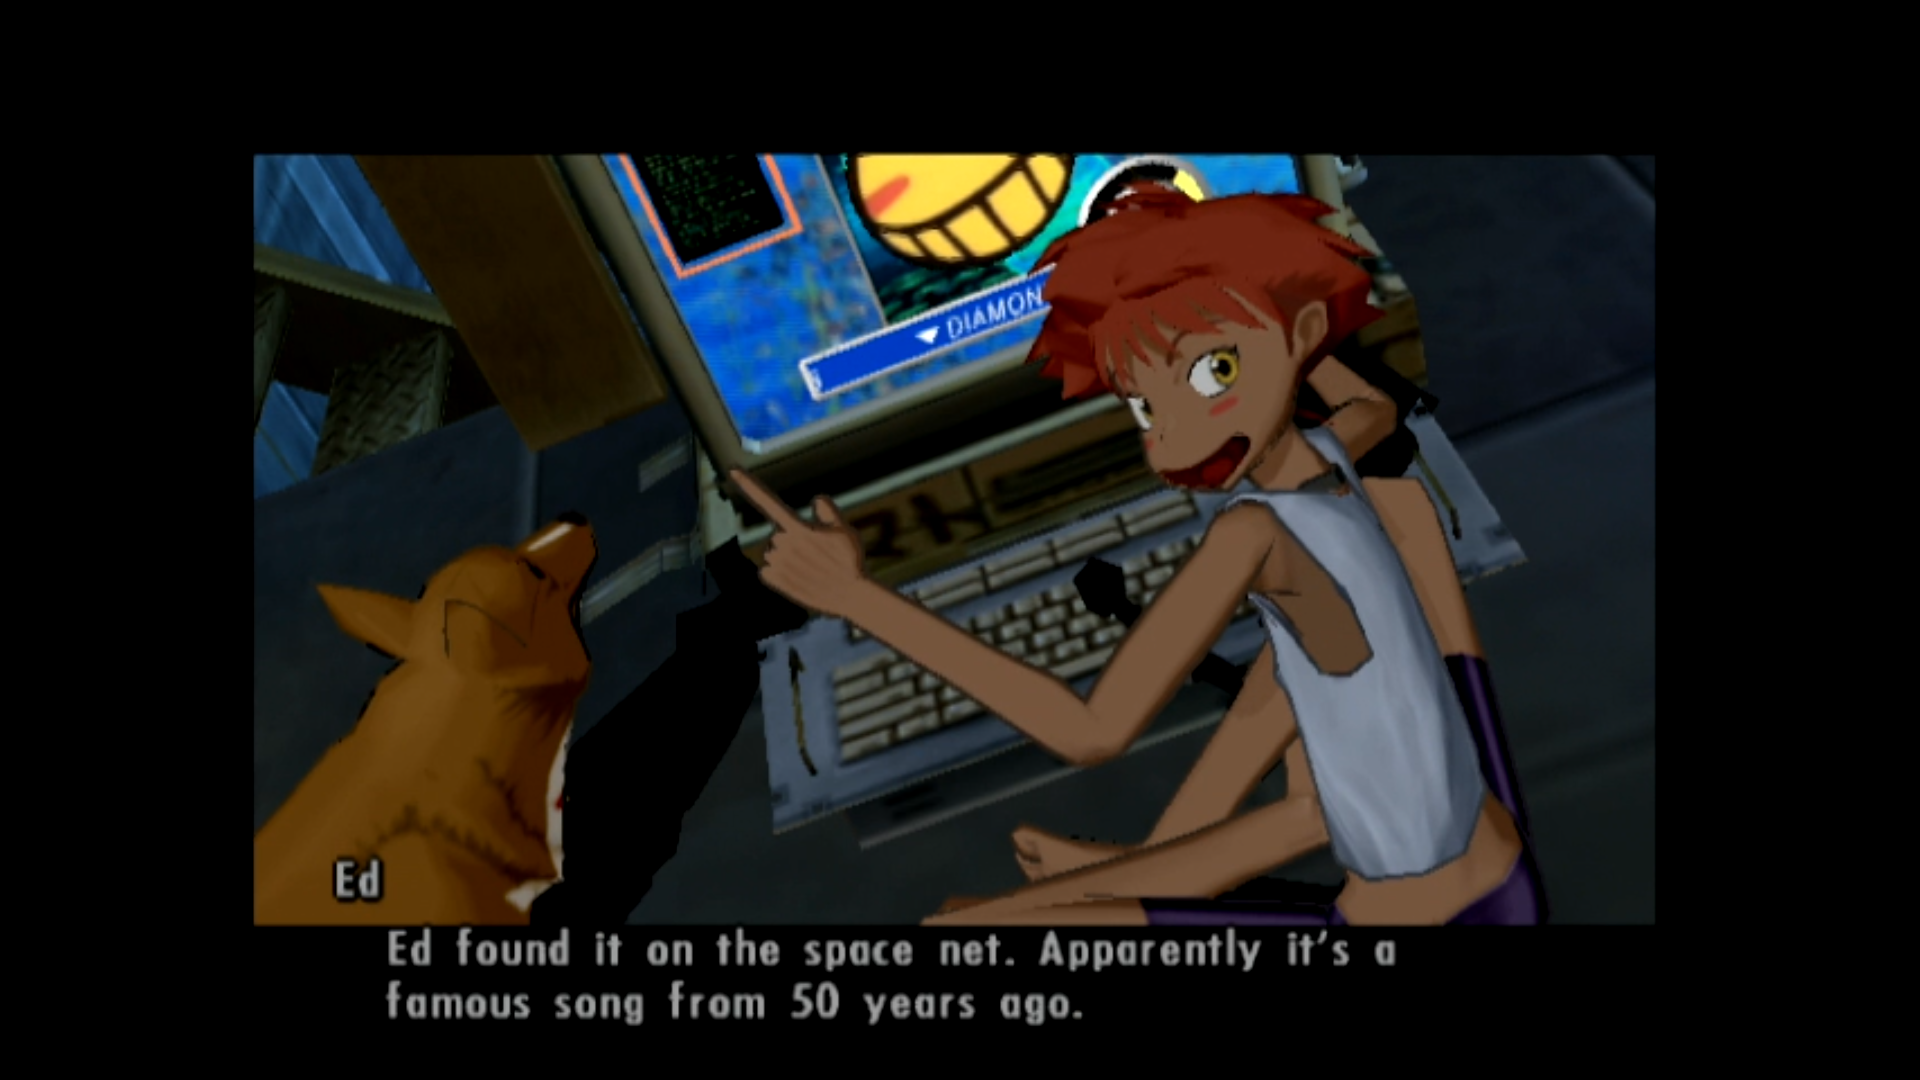 DIAMON
Ed
Ed found it on the space net. Apparently it's a
famous song from 50 years ago.